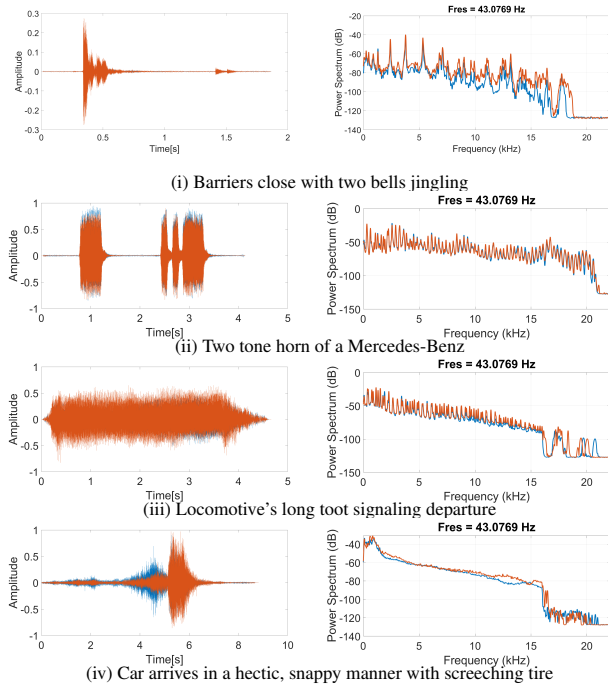 Fres = 43.0769 Hz
0.3
0.2
0.1
0
-0.1
-0.2
-0.3
Amplitude
0 0.5 1 1.5 2
Time[s]
-20
-40
-60
-80
-100
-120
-140
Power Spectrum (dB)
0 5 10 15 20
Frequency (kHz)
(i) Barriers close with two bells jingling
Fres = 43.0769 Hz
1
0.5
0
-0.5
-1
Amplitude
0 1 2 3 4 5
Time[s]
0
-50
-100
-150
Power Spectrum (dB)
0 5 10 15 20
Frequency (kHz)
(ii) Two tone horn of a Mercedes-Benz
Fres = 43.0769 Hz
1
0.5
0
-0.5
-1
Amplitude
0 1 2 3 4 5
Time[s]
0
-50
-100
-150
Power Spectrum (dB)
0 5 10 15 20
Frequency (kHz)
(iii) Locomotive's long toot signaling departure
Fres = 43.0769 Hz
1
0.5
0
-0.5
-1
Amplitude
0 2 4 6 8 10
Time[s]
-40
-60
-80
-100
-120
-140
Power Spectrum (dB)
0 5 10 15 20
Frequency (kHz)
(iv) Car arrives in a hectic, snappy manner with screeching tire